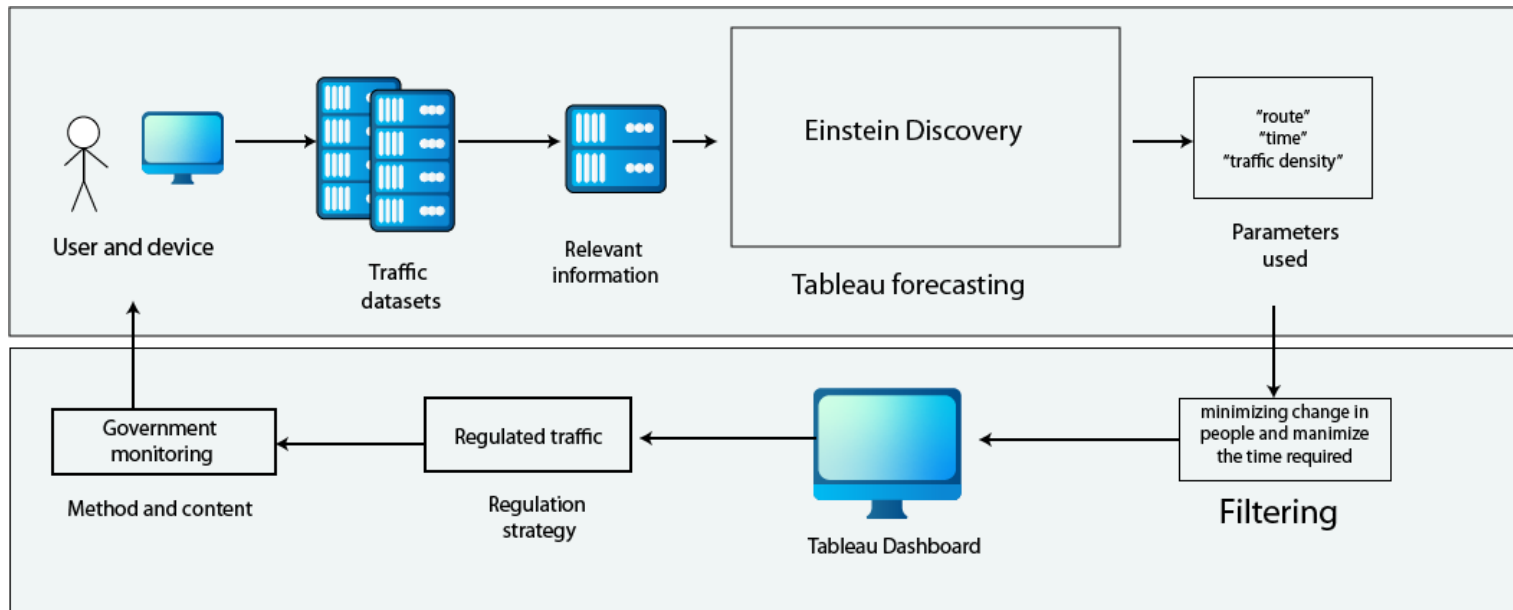 User and device
Traffic
datasets
Relevant
information
Einstein Discovery
Tableau forecasting
"route"
"time"
"traffic density"
Parameters
used
Government
monitoring
Method and content
Regulated traffic
Regulation
strategy
Tableau Dashboard
minimizing change in
people and manimize
the time required
Filtering